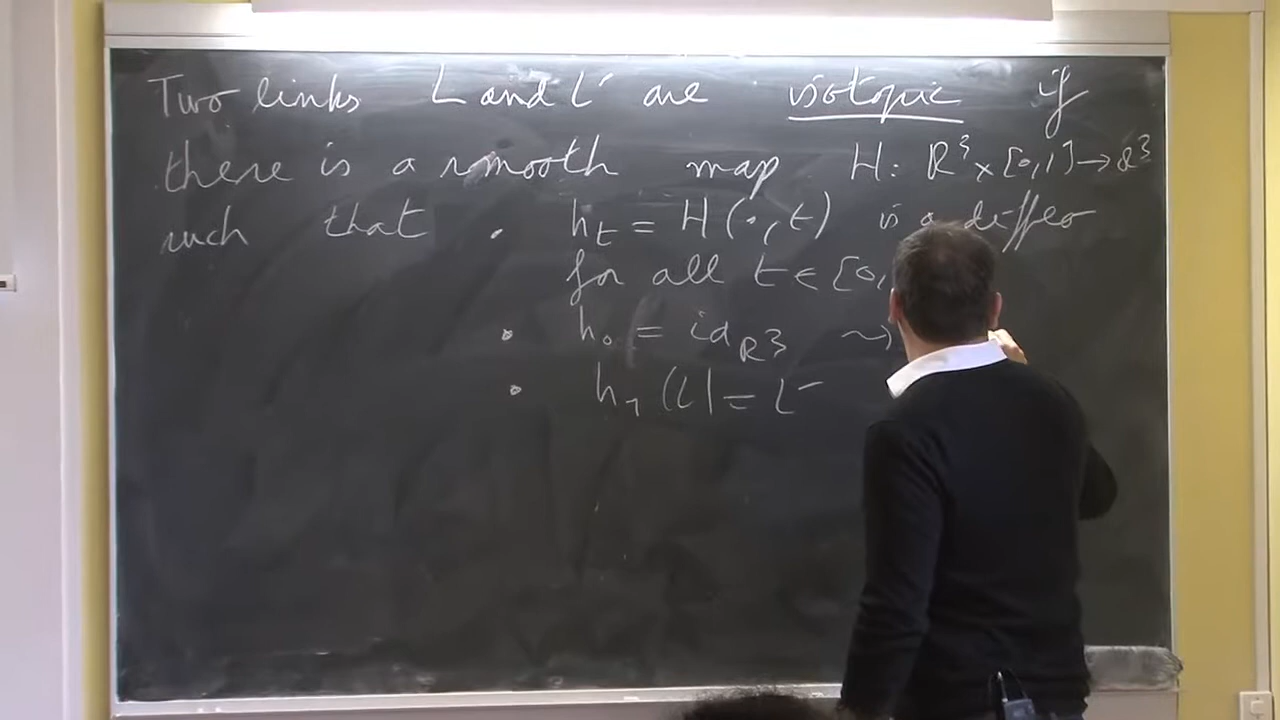 Two links L and L' are isotopic if
there is a smooth map H: R³ × [0,1] → R³
such that • h_t = H(·,t) is a diffeo
for all t ∈ [0,
• h_0 = id_R³ ⇝
• h_1(L) = L'